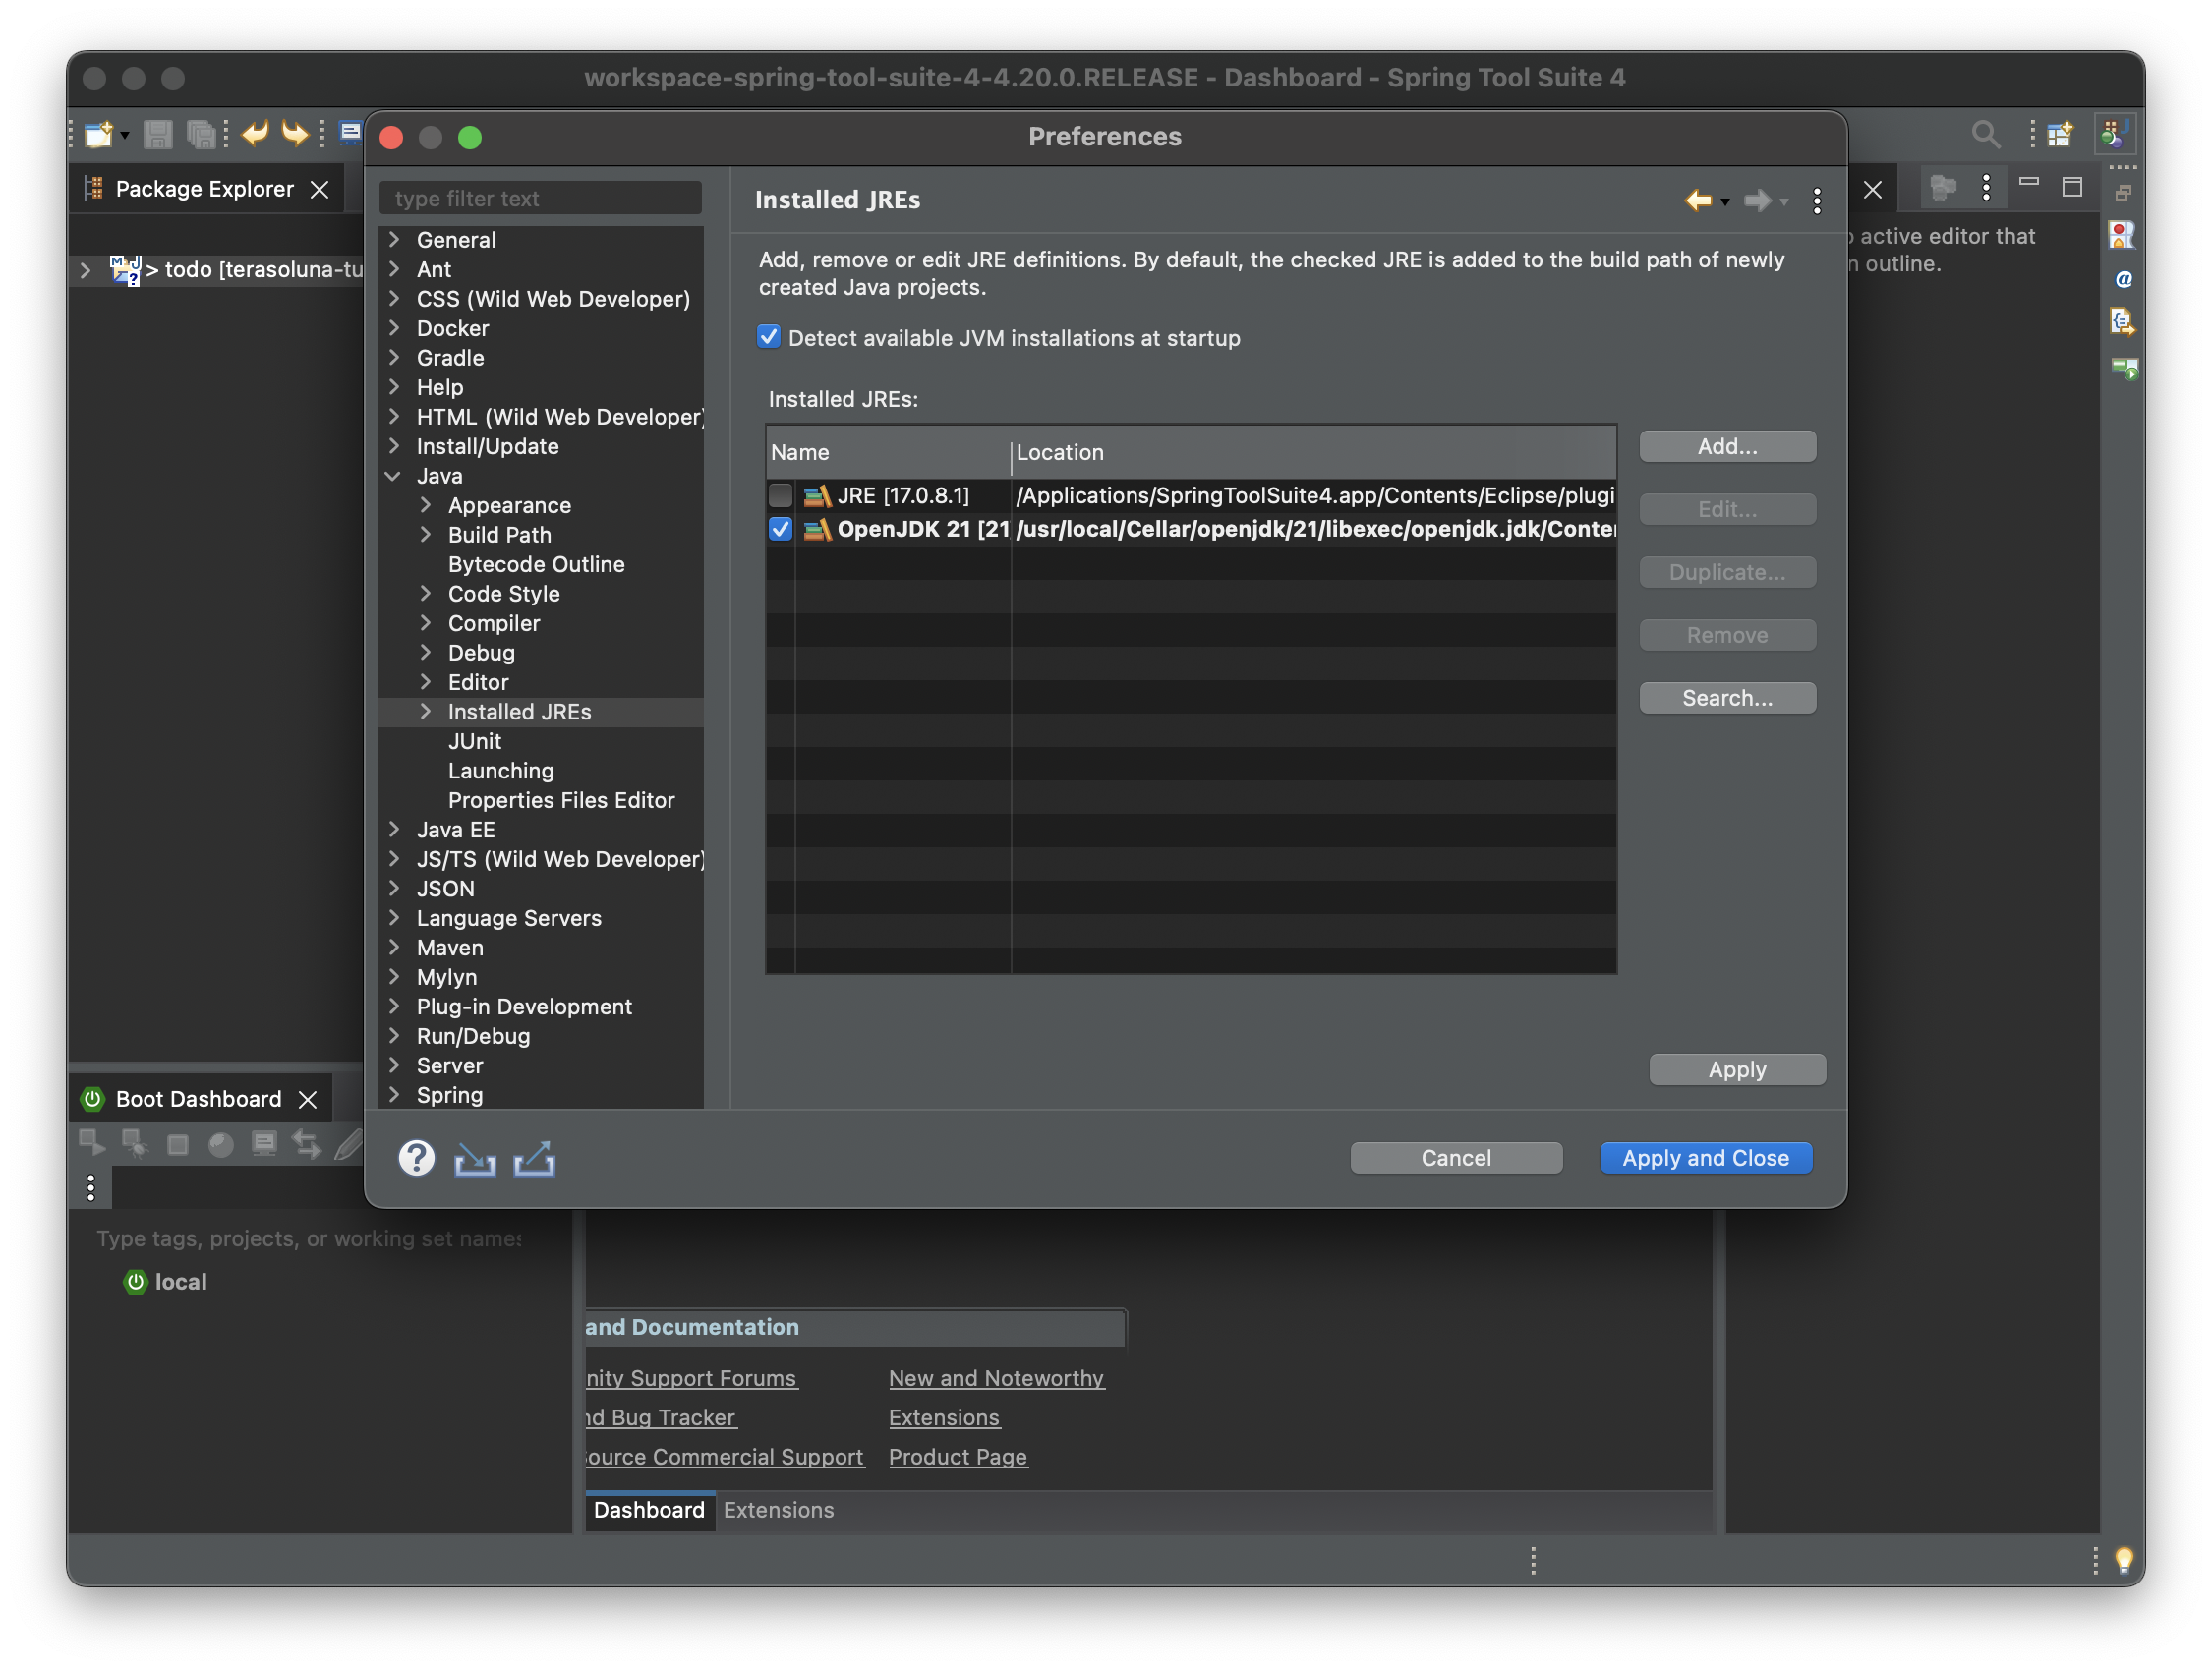 workspace-spring-tool-suite-4-4.20.0.RELEASE - Dashboard - Spring Tool Suite 4
Package Explorer
> todo [terasoluna-tu
Preferences
type filter text
General
Ant
CSS (Wild Web Developer)
Docker
Gradle
Help
HTML (Wild Web Developer)
Install/Update
Java
Appearance
Build Path
Bytecode Outline
Code Style
Compiler
Debug
Editor
Installed JREs
JUnit
Launching
Properties Files Editor
Java EE
JS/TS (Wild Web Developer)
JSON
Language Servers
Maven
Mylyn
Plug-in Development
Run/Debug
Server
Spring
Installed JREs
Add, remove or edit JRE definitions. By default, the checked JRE is added to the build path of newly
created Java projects.
Detect available JVM installations at startup
Installed JREs:
Name Location
JRE [17.0.8.1] /Applications/SpringToolSuite4.app/Contents/Eclipse/plugi
OpenJDK 21 [21 /usr/local/Cellar/openjdk/21/libexec/openjdk.jdk/Conte
Add...
Edit...
Duplicate...
Remove
Search...
Apply
Cancel
Apply and Close
active editor that
n outline.
Boot Dashboard
Type tags, projects, or working set names
local
and Documentation
nity Support Forums New and Noteworthy
nd Bug Tracker Extensions
ource Commercial Support Product Page
Dashboard Extensions